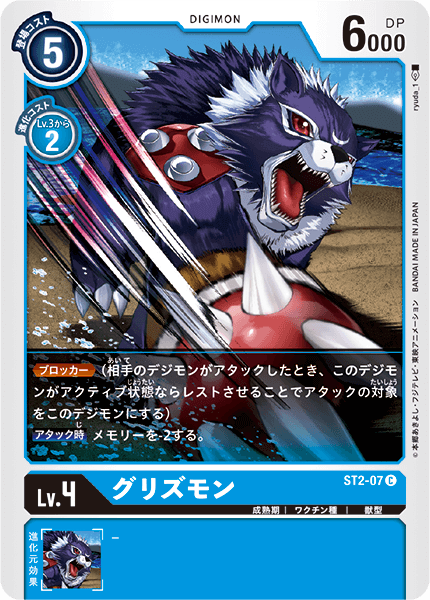 DIGIMON
登場コスト
5
DP
6000
進化コスト
Lv.3から
2
ryuda_1
©本郷あきよし・フジテレビ・東映アニメーション BANDAI MADE IN JAPAN
ブロッカー (相手のデジモンがアタックしたとき、このデジモ
ンがアクティブ状態ならレストさせることでアタックの対象
をこのデジモンにする)
アタック時 メモリーを-2する。
ST2-07 C
Lv.4
グリズモン
成熟期 | ワクチン種 | 獣型
進化元効果
-